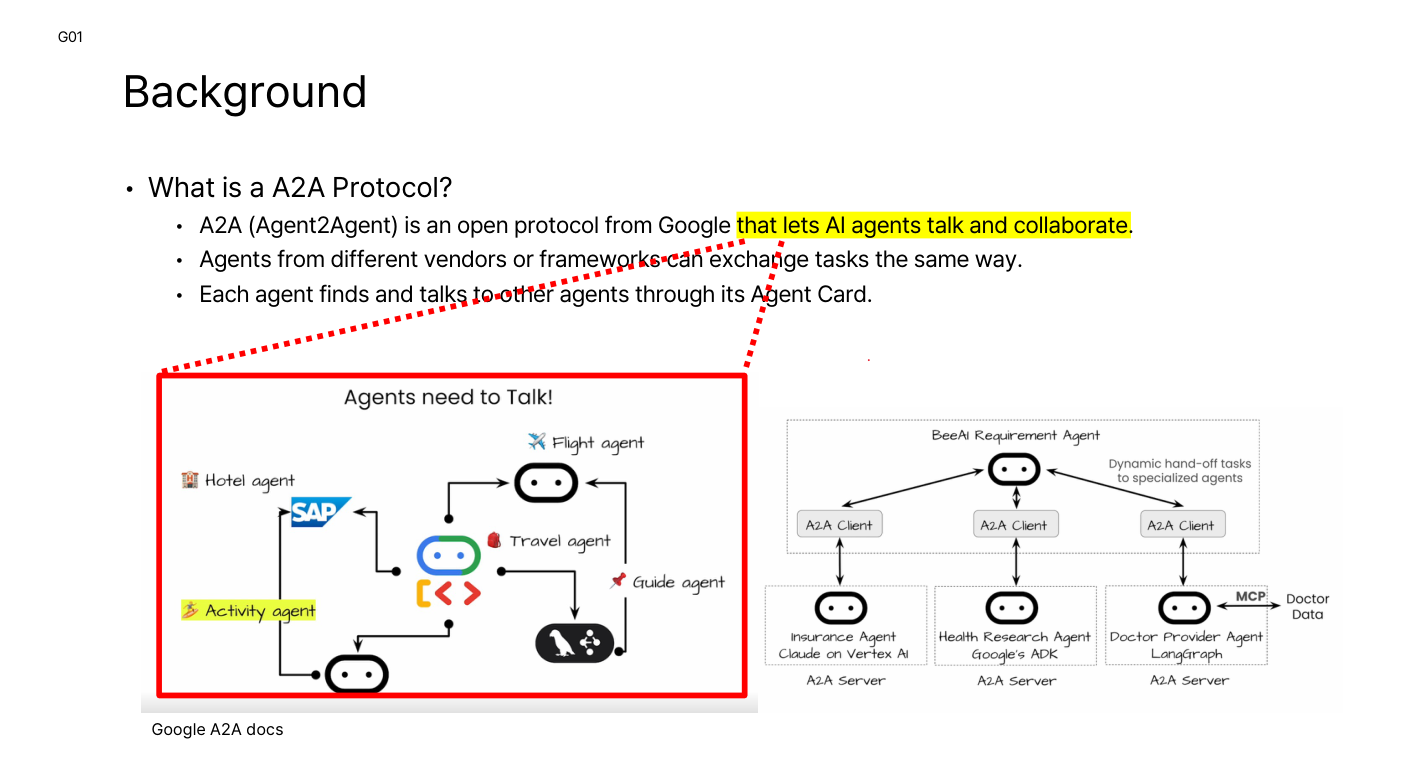 G01
Background
• What is a A2A Protocol?
• A2A (Agent2Agent) is an open protocol from Google that lets AI agents talk and collaborate.
• Agents from different vendors or frameworks can exchange tasks the same way.
• Each agent finds and talks to other agents through its Agent Card.
Agents need to Talk!
Flight agent
Hotel agent
SAP
Travel agent
Guide agent
Activity agent
BeeAI Requirement Agent
Dynamic hand-off tasks
to specialized agents
A2A Client
A2A Client
A2A Client
MCP
Doctor
Data
Insurance Agent
Claude on Vertex AI
Health Research Agent
Google's ADK
Doctor Provider Agent
LangGraph
A2A Server
A2A Server
A2A Server
Google A2A docs